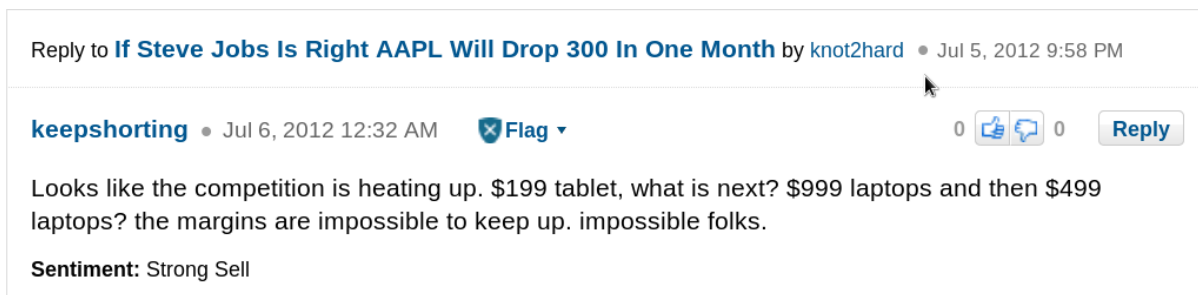 Reply to If Steve Jobs Is Right AAPL Will Drop 300 In One Month by knot2hard • Jul 5, 2012 9:58 PM
keepshorting • Jul 6, 2012 12:32 AM Flag 0 0 Reply
Looks like the competition is heating up. $199 tablet, what is next? $999 laptops and then $499
laptops? the margins are impossible to keep up. impossible folks.
Sentiment: Strong Sell